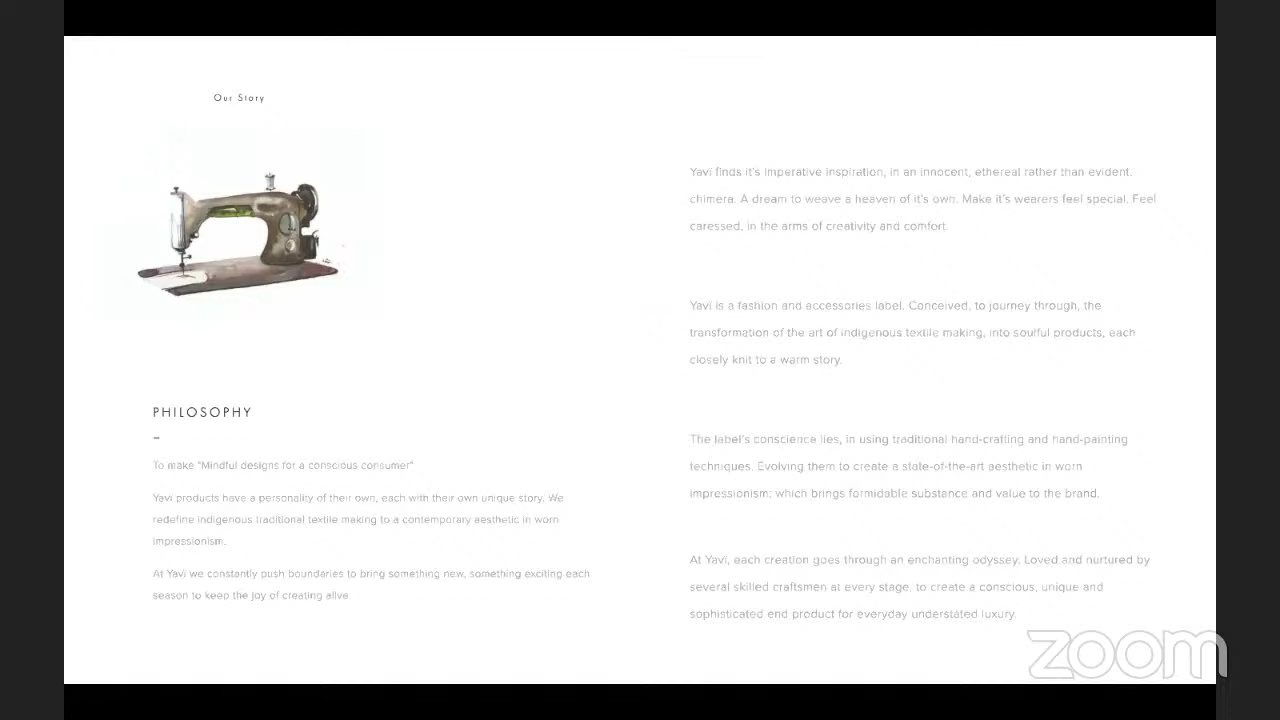 Our Story
PHILOSOPHY
–
To make "Mindful designs for a conscious consumer"
Yavi products have a personality of their own, each with their own unique story. We
redefine indigenous traditional textile making to a contemporary aesthetic in worn
impressionism.
At Yavi we constantly push boundaries to bring something new, something exciting each
season to keep the joy of creating alive.
Yavi finds it's imperative inspiration, in an innocent, ethereal rather than evident.
chimera. A dream to weave a heaven of it's own. Make it's wearers feel special. Feel
caressed, in the arms of creativity and comfort.
Yavi is a fashion and accessories label. Conceived, to journey through, the
transformation of the art of indigenous textile making, into soulful products, each
closely knit to a warm story.
The label's conscience lies, in using traditional hand-crafting and hand-painting
techniques. Evolving them to create a state-of-the-art aesthetic in worn
impressionism; which brings formidable substance and value to the brand.
At Yavi, each creation goes through an enchanting odyssey. Loved and nurtured by
several skilled craftsmen at every stage, to create a conscious, unique and
sophisticated end product for everyday understated luxury.
zoom